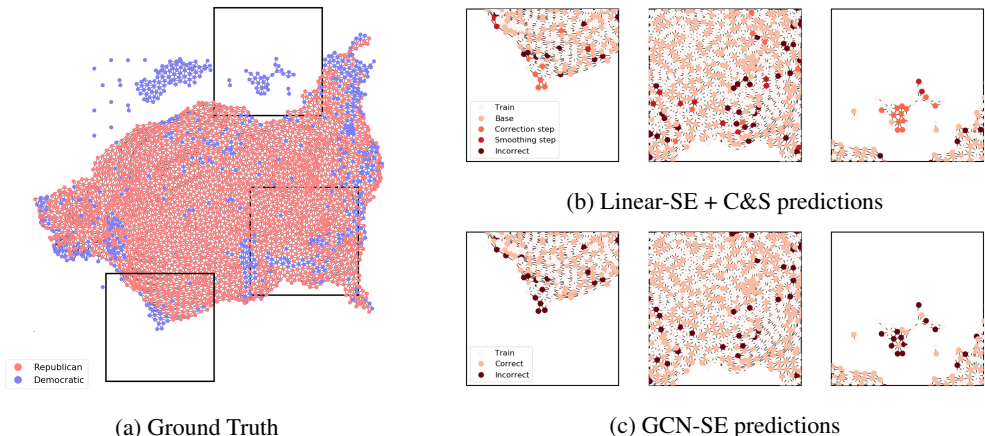 Republican
Democratic
(a) Ground Truth
Train
Base
Correction step
Smoothing step
Incorrect
(b) Linear-SE + C&S predictions
Train
Correct
Incorrect
(c) GCN-SE predictions